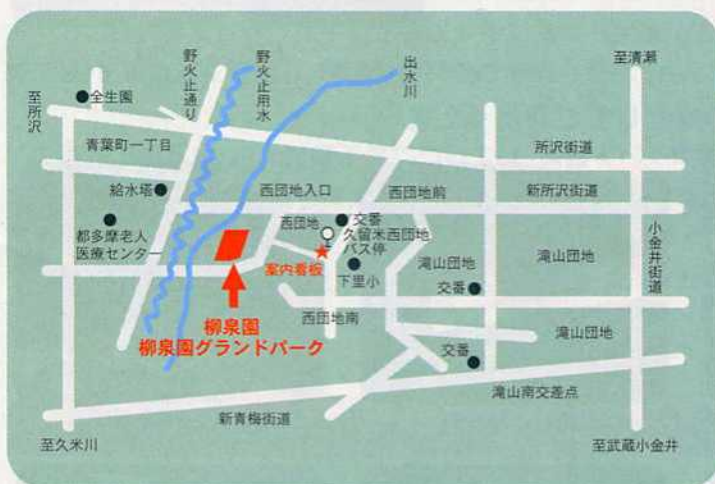 至清瀬
野火止通り
野火止用水
出水川
全生園
至所沢
青葉町一丁目
所沢街道
給水塔
西団地入口
西団地前
新所沢街道
西団地
交番
久留米西団地
バス停
都多摩老人
医療センター
案内看板
下里小
滝山団地
滝山団地
小金井街道
交番
西団地南
柳泉園
柳泉園グランドパーク
滝山団地
交番
滝山南交差点
新青梅街道
至久米川
至武蔵小金井